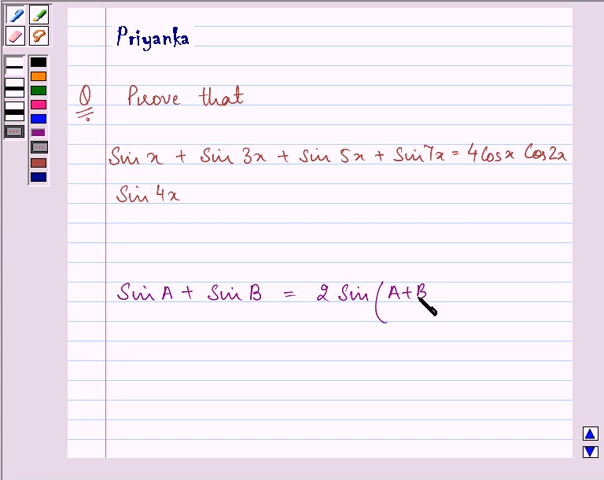 Priyanka
Q Prove that
Sin x + Sin 3x + Sin 5x + Sin 7x = 4 Cos x Cos 2x
Sin 4x
Sin A + Sin B = 2 Sin ( A + B